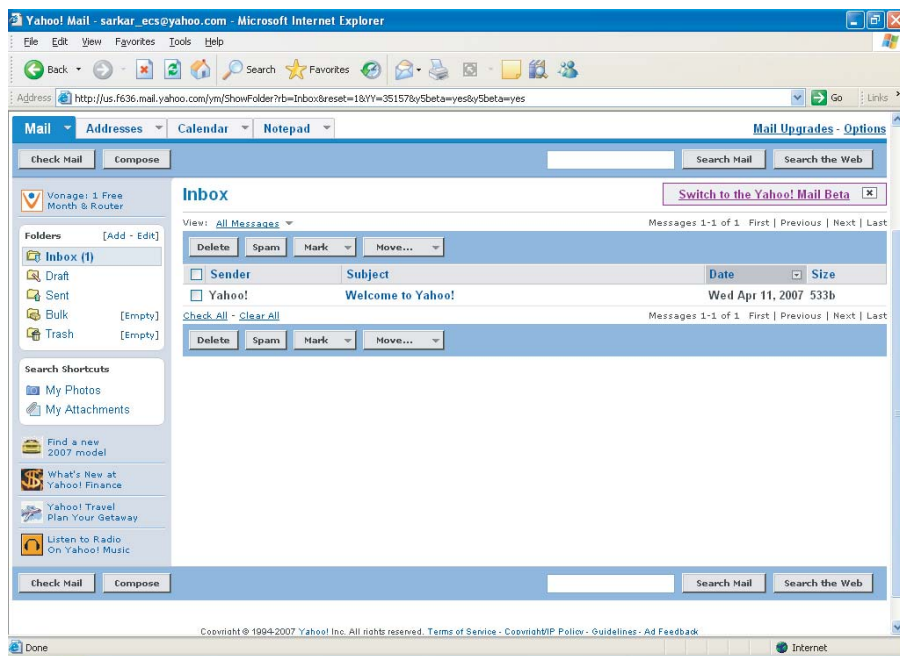 Yahoo! Mail - sarkar_ecs@yahoo.com - Microsoft Internet Explorer
File Edit View Favorites Tools Help
Back Search Favorites
Address http://us.f636.mail.yahoo.com/ym/ShowFolder?rb=Inbox&reset=1&YY=35157&y5beta=yes&y5beta=yes Go Links
Mail Addresses Calendar Notepad Mail Upgrades - Options
Check Mail Compose Search Mail Search the Web
Vonage: 1 Free
Month & Router
Folders [Add - Edit]
Inbox (1)
Draft
Sent
Bulk [Empty]
Trash [Empty]
Search Shortcuts
My Photos
My Attachments
Find a new
2007 model
What's New at
Yahoo! Finance
Yahoo! Travel
Plan Your Getaway
Listen to Radio
On Yahoo! Music
Inbox Switch to the Yahoo! Mail Beta
View: All Messages Messages 1-1 of 1 First | Previous | Next | Last
Delete Spam Mark Move...
Sender Subject Date Size
Yahoo! Welcome to Yahoo! Wed Apr 11, 2007 533b
Check All - Clear All Messages 1-1 of 1 First | Previous | Next | Last
Delete Spam Mark Move...
Check Mail Compose Search Mail Search the Web
Copyright © 1994-2007 Yahoo! Inc. All rights reserved. Terms of Service - Copyright/IP Policy - Guidelines - Ad Feedback
Done Internet